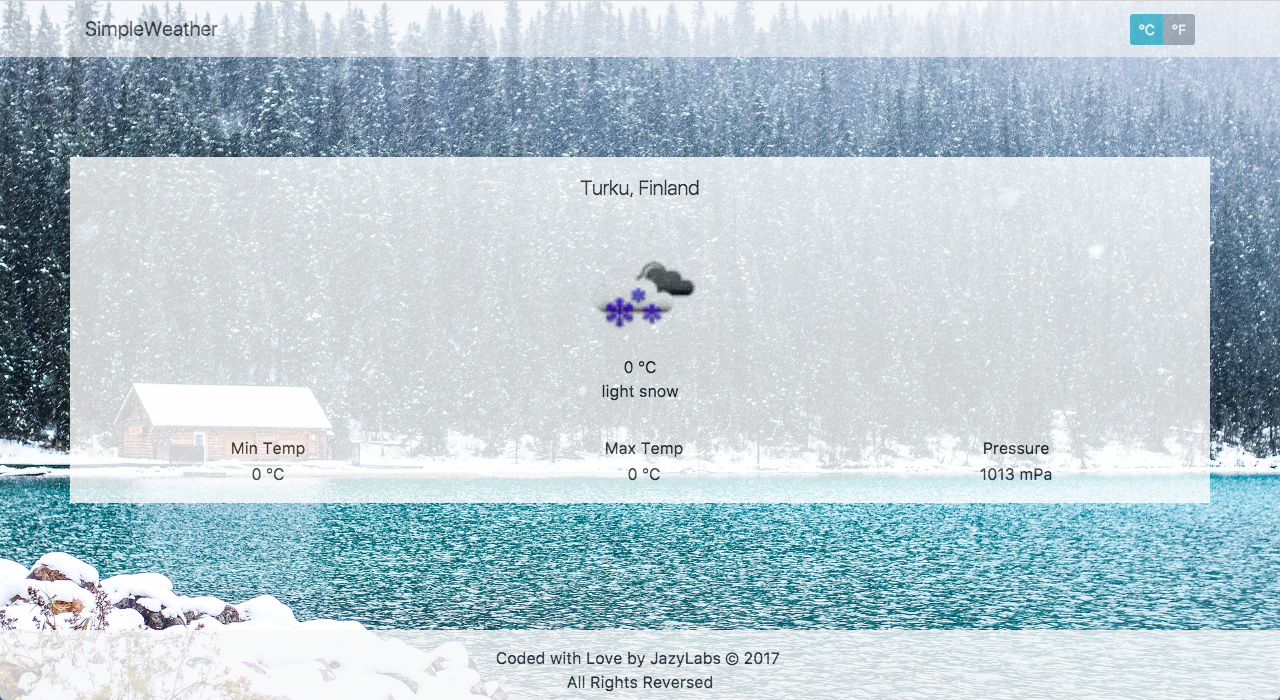 SimpleWeather
°C °F
Turku, Finland
0 °C
light snow
Min Temp Max Temp Pressure
0 °C 0 °C 1013 mPa
Coded with Love by JazyLabs © 2017
All Rights Reversed